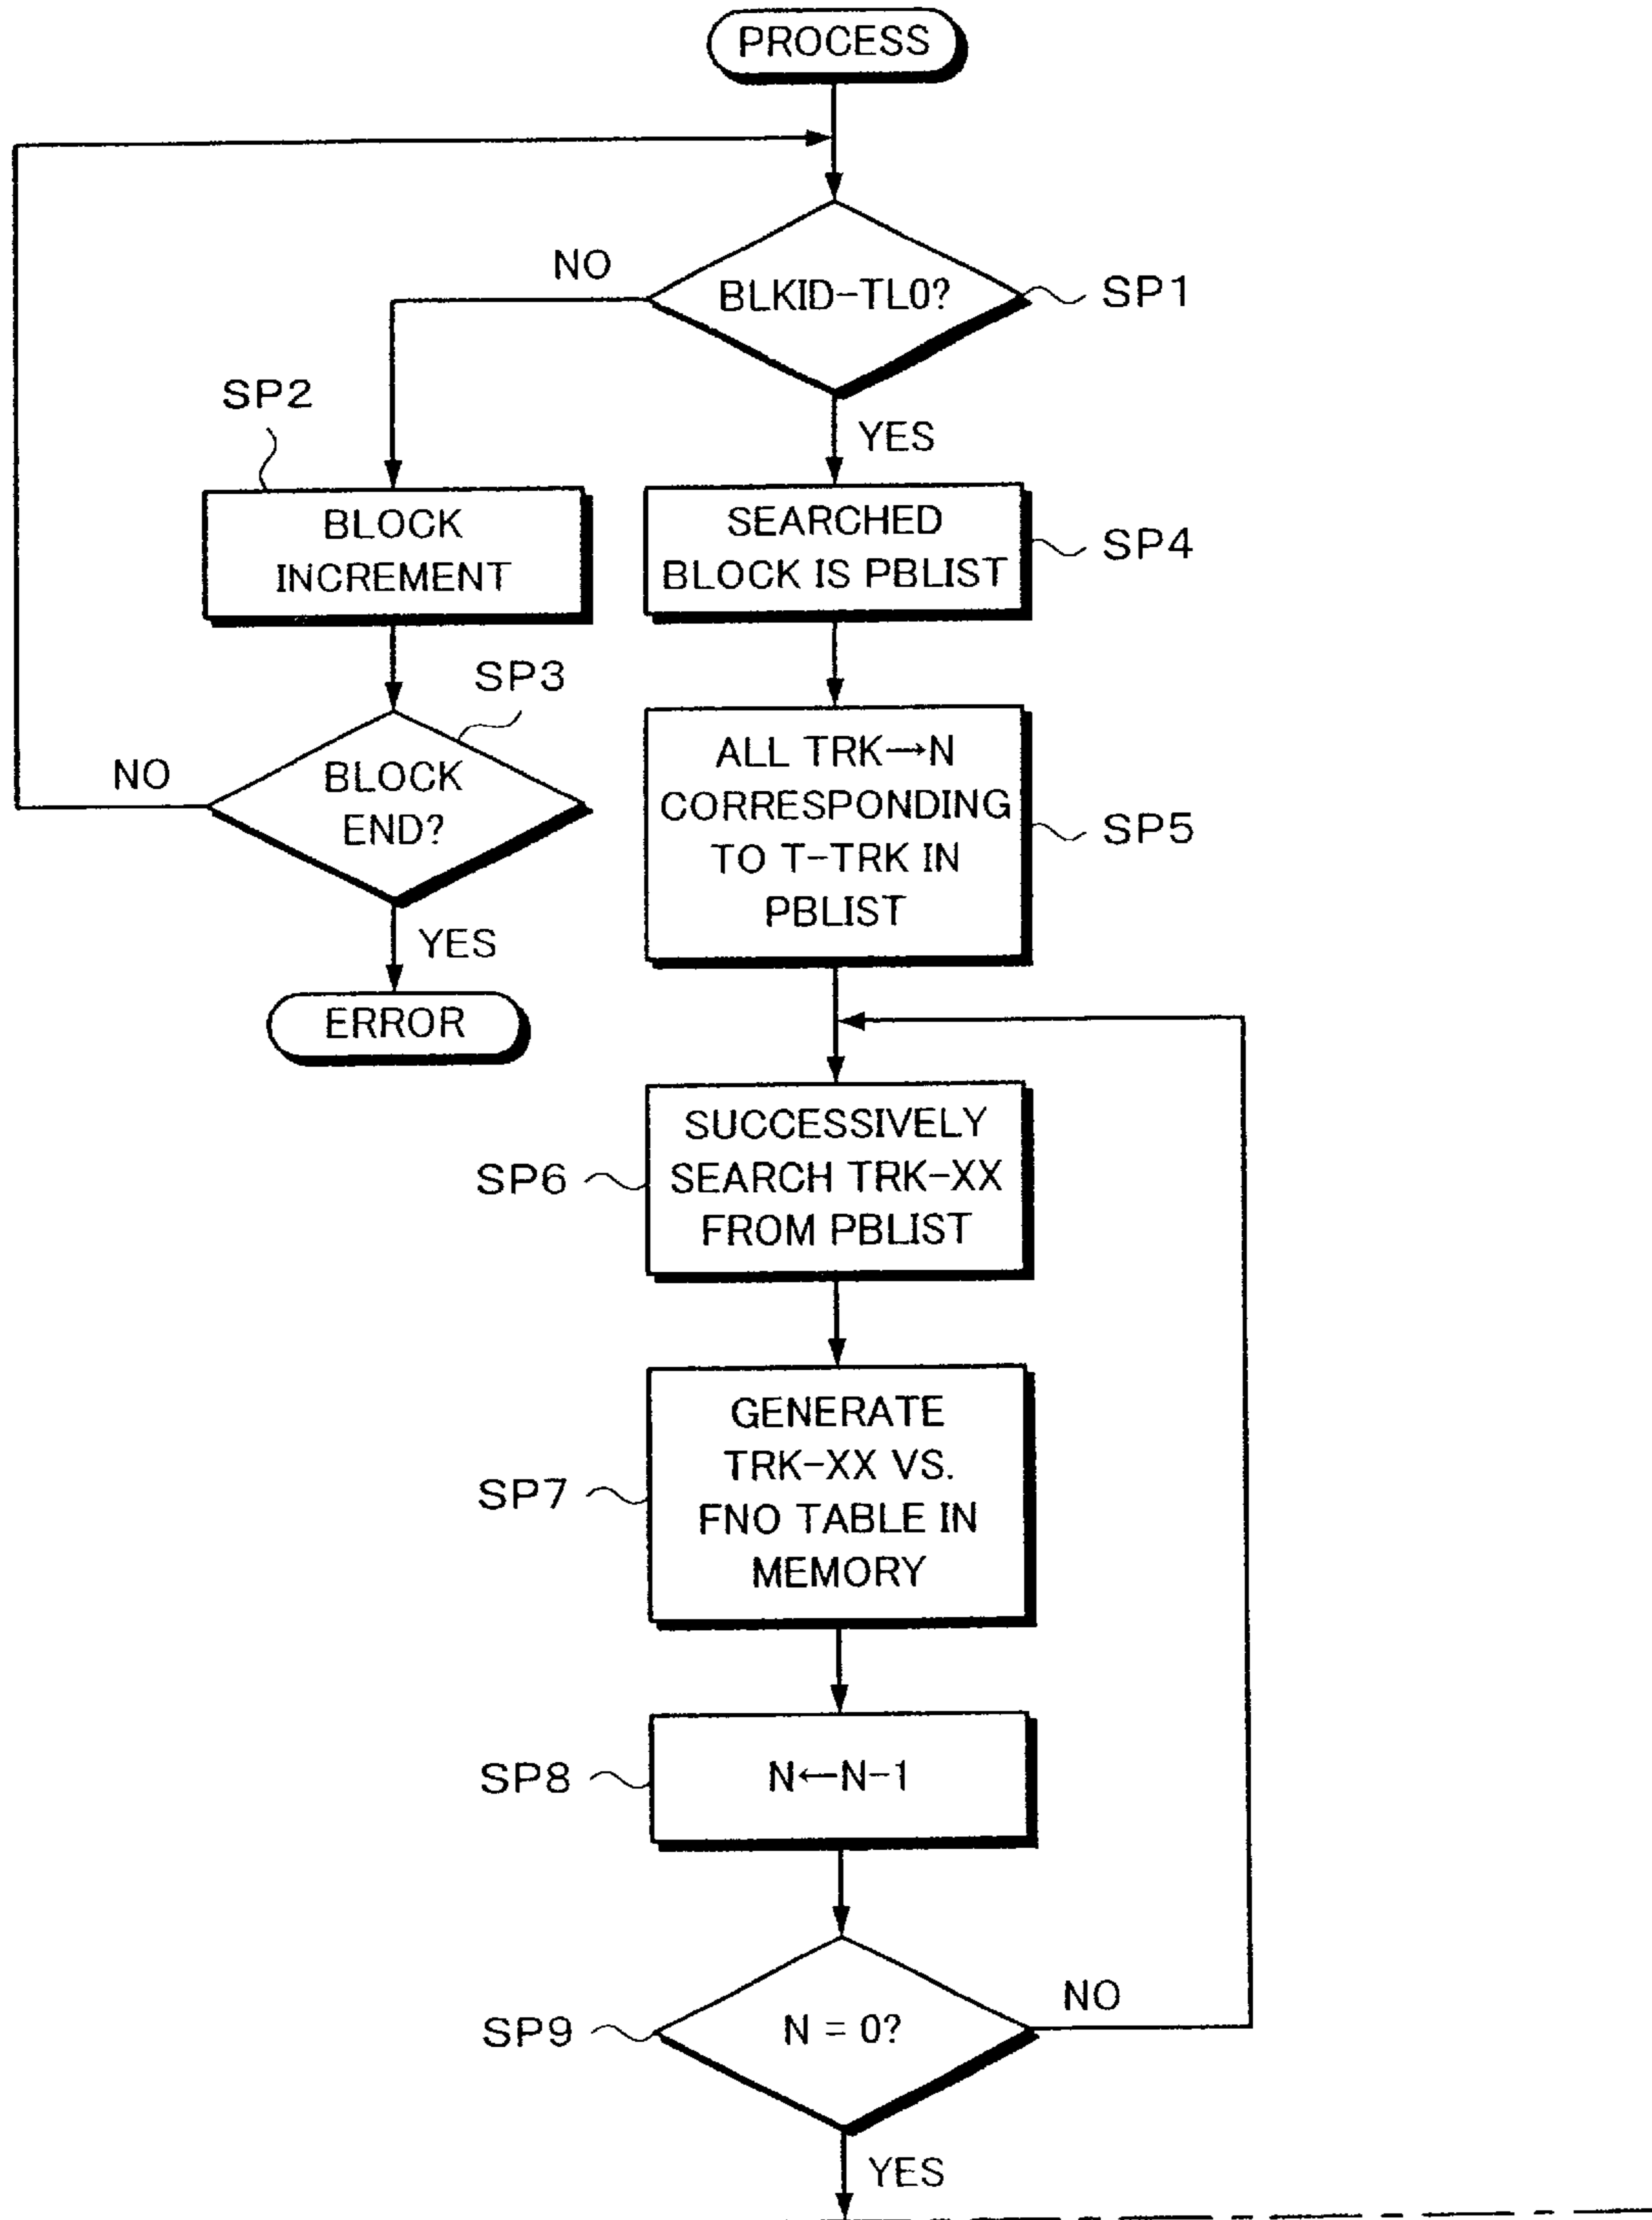 PROCESS
NO
BLKID-TL0?
SP1
SP2
YES
BLOCK
INCREMENT
SEARCHED
BLOCK IS PBLIST
SP4
SP3
NO
BLOCK
END?
YES
ERROR
ALL TRK→N
CORRESPONDING
TO T-TRK IN
PBLIST
SP5
SUCCESSIVELY
SEARCH TRK-XX
FROM PBLIST
SP6
GENERATE
TRK-XX VS.
FNO TABLE IN
MEMORY
SP7
SP8
N←N-1
SP9
N = 0?
NO
YES